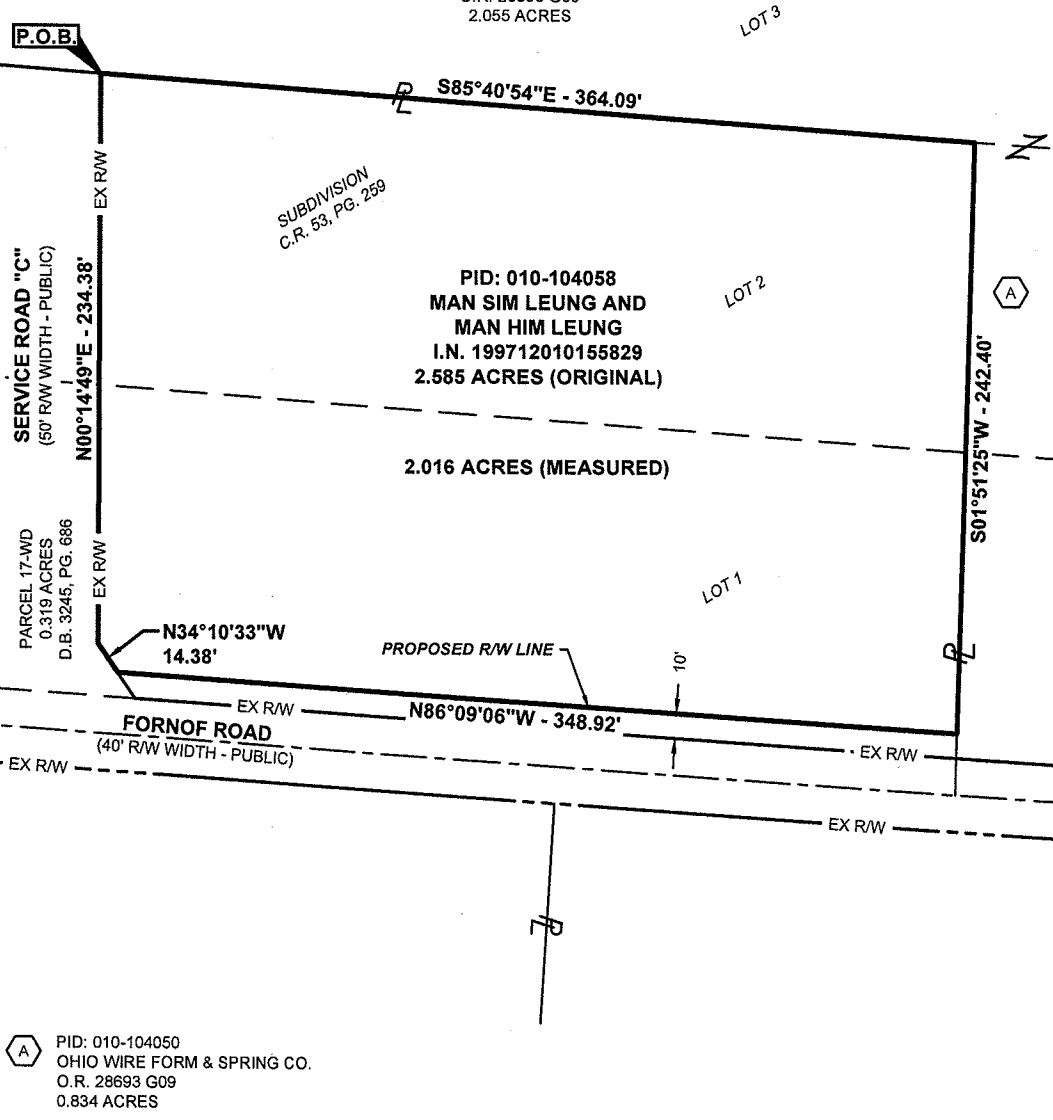 2.055 ACRES
LOT 3
P.O.B.
S85°40'54"E - 364.09'
PL
N
EX R/W
SUBDIVISION
C.R. 53, PG. 259
SERVICE ROAD "C"
(50' R/W WIDTH - PUBLIC)
N00°14'49"E - 234.38'
PID: 010-104058
MAN SIM LEUNG AND
MAN HIM LEUNG
I.N. 199712010155829
2.585 ACRES (ORIGINAL)
LOT 2
A
S01°51'25"W - 242.40'
2.016 ACRES (MEASURED)
PARCEL 17-WD
0.319 ACRES
D.B. 3245, PG. 686
EX R/W
LOT 1
N34°10'33"W
14.38'
PROPOSED R/W LINE
10'
PL
EX R/W
N86°09'06"W - 348.92'
FORNOF ROAD
(40' R/W WIDTH - PUBLIC)
EX R/W
EX R/W
EX R/W
PL
A
PID: 010-104050
OHIO WIRE FORM & SPRING CO.
O.R. 28693 G09
0.834 ACRES